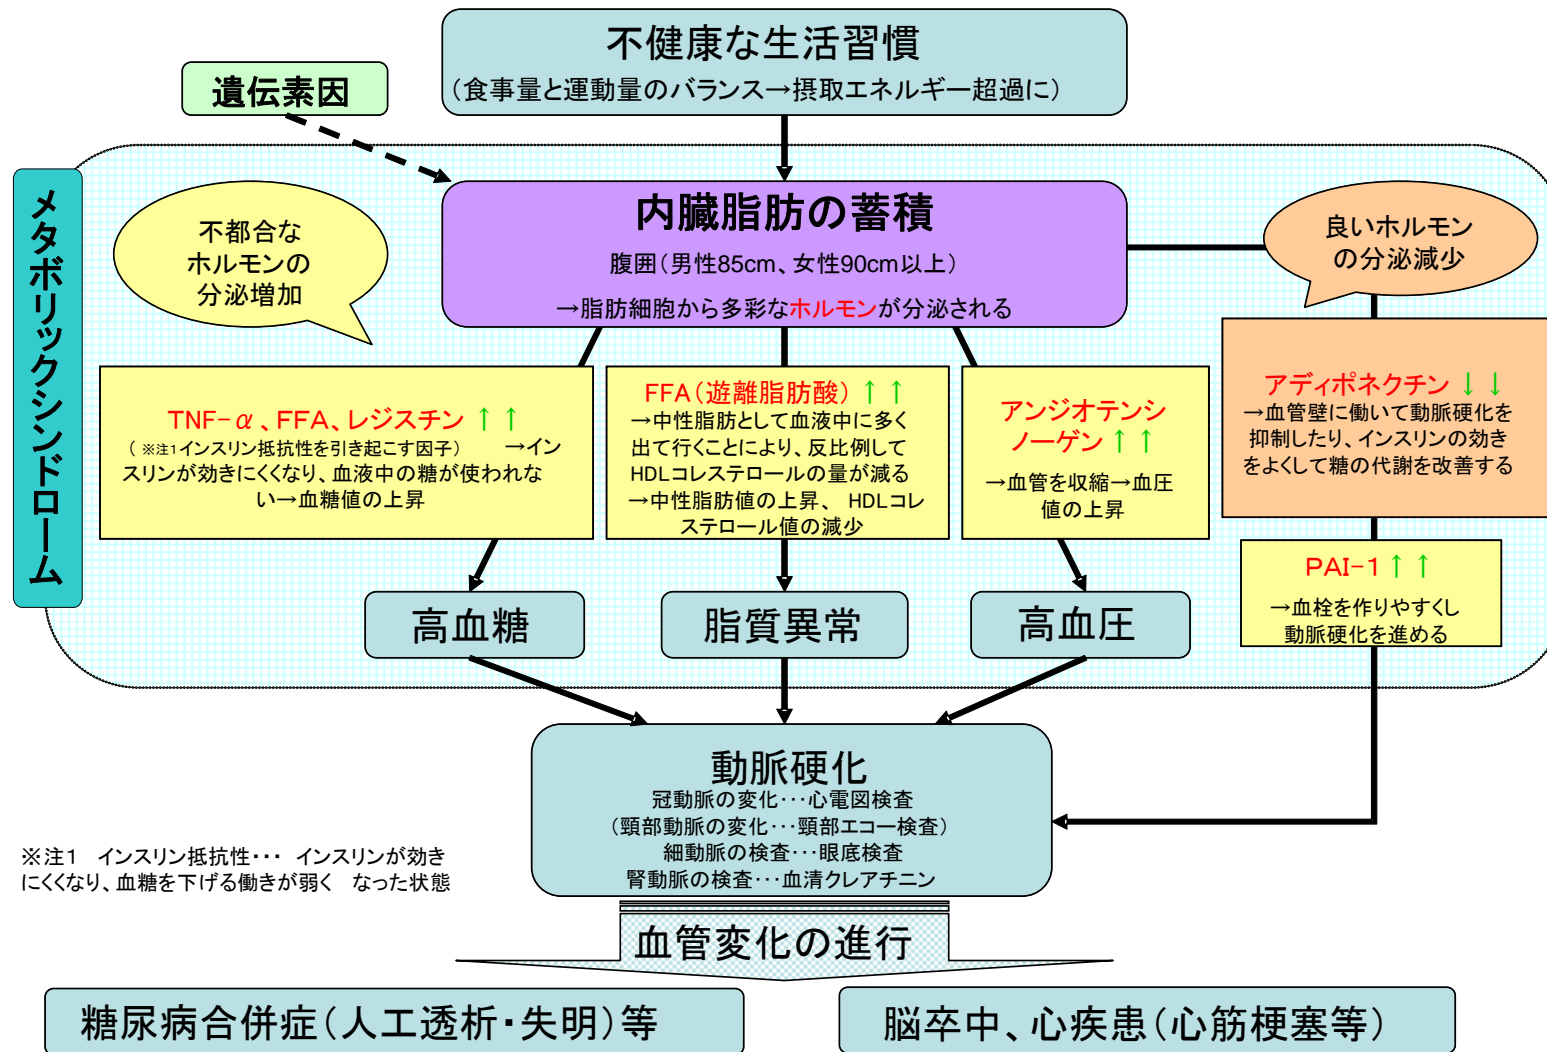 不健康な生活習慣
（食事量と運動量のバランス→摂取エネルギー超過に）
遺伝素因
メタボリックシンドローム
不都合な
ホルモンの
分泌増加
内臓脂肪の蓄積
腹囲（男性85cm、女性90cm以上）
→脂肪細胞から多彩なホルモンが分泌される
良いホルモン
の分泌減少
TNF-α、FFA、レジスチン ↑ ↑
（ ※注1インスリン抵抗性を引き起こす因子） →イン
スリンが効きにくくなり、血液中の糖が使われな
い→血糖値の上昇
FFA（遊離脂肪酸） ↑ ↑
→中性脂肪として血液中に多く
出て行くことにより、反比例して
HDLコレステロールの量が減る
→中性脂肪値の上昇、 HDLコレ
ステロール値の減少
アンジオテンシ
ノーゲン ↑ ↑
→血管を収縮→血圧
値の上昇
アディポネクチン ↓ ↓
→血管壁に働いて動脈硬化を
抑制したり、インスリンの効き
をよくして糖の代謝を改善する
PAI-1 ↑ ↑
→血栓を作りやすくし
動脈硬化を進める
高血糖
脂質異常
高血圧
動脈硬化
冠動脈の変化･･･心電図検査
（頸部動脈の変化･･･頸部エコー検査）
細動脈の検査･･･眼底検査
腎動脈の検査･･･血清クレアチニン
※注1 インスリン抵抗性･･･ インスリンが効き
にくくなり、血糖を下げる働きが弱く なった状態
血管変化の進行
糖尿病合併症（人工透析・失明）等
脳卒中、心疾患（心筋梗塞等）